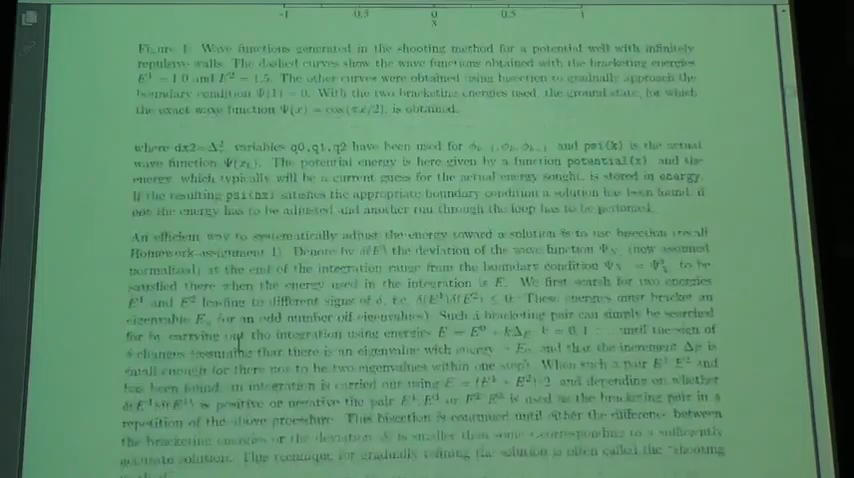 -1 0.5 0 0.5 1
x
Figure 1: Wave functions generated in the shooting method for a potential well with infinitely
repulsive walls. The dashed curves show the wave functions obtained with the bracketing energies
E¹ = 1.0 and E² = 1.5. The other curves were obtained using bisection to gradually approach the
boundary condition Ψ(1) = 0. With the two bracketing energies used, the ground state, for which
the exact wave function Ψ(x) = cos(πx/2), is obtained.
where dx2=Δ²ₓ, variables q0,q1,q2 have been used for and psi(k) is the actual
wave function Ψ(xₖ). The potential energy is here given by a function potential(x) and the
energy, which typically will be a current guess for the actual energy sought, is stored in energy.
If the resulting psi(nx) satisfies the appropriate boundary condition a solution has been found, if
not the energy has to be adjusted and another run through the loop has to be performed.
An efficient way to systematically adjust the energy toward a solution is to use bisection (recall
Homework assignment 1). Denote by δ(E) the deviation of the wave function Ψ_N (now assumed
normalized) at the end of the integration range from the boundary condition to be
satisfied there when the energy used in the integration is E. We first search for two energies
E¹ and E² leading to different signs of δ, i.e. δ(E¹)δ(E²) ≤ 0. These energies must bracket an
eigenvalue Eₙ (or an odd number of eigenvalues). Such a bracketing pair can simply be searched
for by carrying out the integration using energies E = E⁰ + kΔ_E, k = 0, 1, ... until the sign of
δ changes (assuming that there is an eigenvalue with energy and that the increment Δ_E is
small enough for there not to be two eigenvalues within one step). When such a pair E¹, E² and
has been found, an integration is carried out using E = (E¹ + E²)/2 and depending on whether
is positive or negative the pair or is used as the bracketing pair in a
repetition of the above procedure. This bisection is continued until either the difference between
the bracketing energies or the deviation δ is smaller than some ε corresponding to a sufficiently
accurate solution. This technique for gradually refining the solution is often called the "shooting